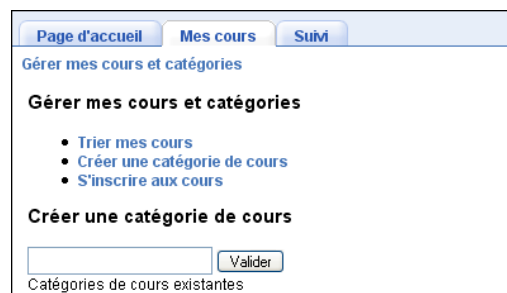 Page d'accueil Mes cours Suivi
Gérer mes cours et catégories
Gérer mes cours et catégories
Trier mes cours
Créer une catégorie de cours
S'inscrire aux cours
Créer une catégorie de cours
Valider
Catégories de cours existantes